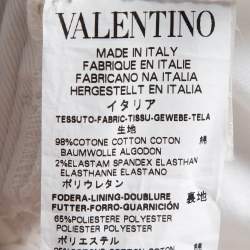 VALENTINO
MADE IN ITALY
FABRIQUE EN ITALIE
FABRICANO NA ITALIA
HERGESTELLT EN ITALIA
イタリア
TESSUTO-FABRIC-TISSU-GEWEBE-TELA
生地
98%COTONE COTTON COTON 綿
BAUMWOLLE ALGODON
2%ELASTAM SPANDEX ELASTHAN
ELASTHANNE ELASTANO
ポリウレタン
FODERA-LINING-DOUBLURE 裏地
FUTTER-FORRO-GUARNICIÓN
65%POLIESTERE POLYESTER
POLYESTER POLIESTER
ポリエステル